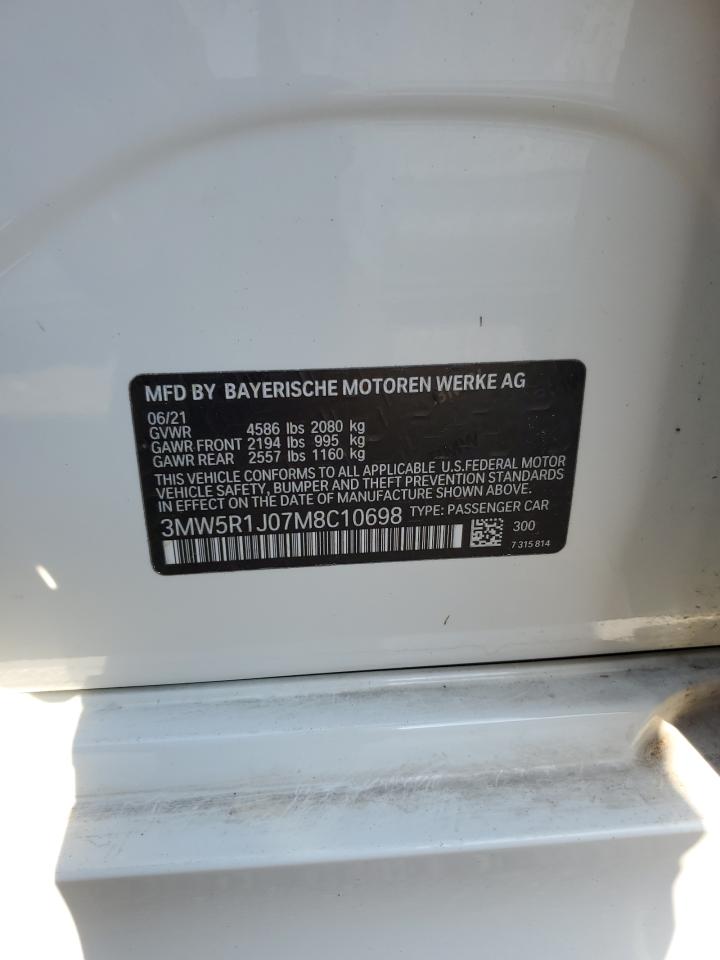 MFD BY BAYERISCHE MOTOREN WERKE AG
06/21
GVWR 4586 lbs 2080 kg
GAWR FRONT 2194 lbs 995 kg
GAWR REAR 2557 lbs 1160 kg
THIS VEHICLE CONFORMS TO ALL APPLICABLE U.S.FEDERAL MOTOR
VEHICLE SAFETY, BUMPER AND THEFT PREVENTION STANDARDS
IN EFFECT ON THE DATE OF MANUFACTURE SHOWN ABOVE.
3MW5R1J07M8C10698 TYPE: PASSENGER CAR
300
7 315 814